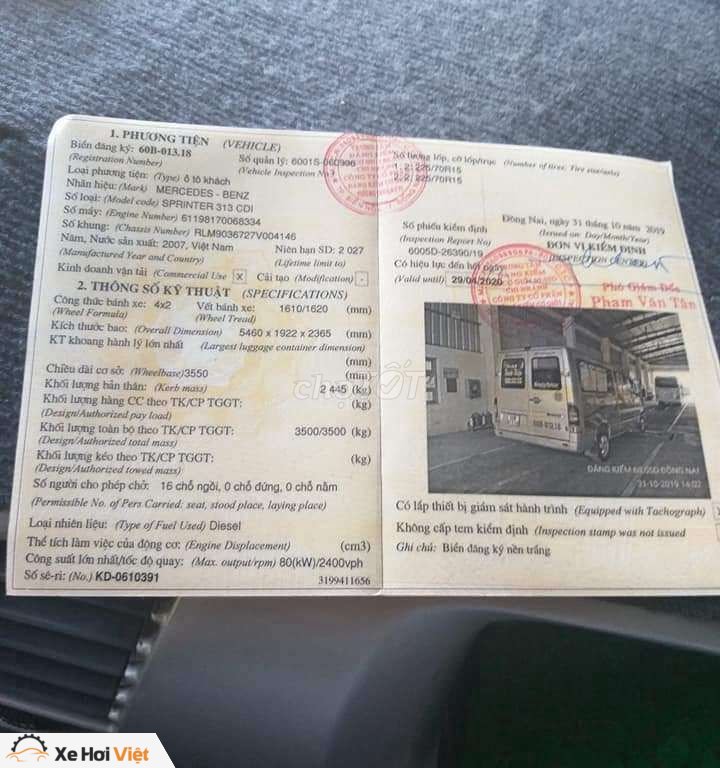 1. PHƯƠNG TIỆN (VEHICLE)
Biển đăng ký: 60B-013.18
(Registration Number)
Số quản lý: 6001S-060906
(Vehicle Inspection
Loại phương tiện: (Type) ô tô khách
Nhãn hiệu: (Mark) MERCEDES - BENZ
Số loại: (Model code) SPRINTER 313 CDI
Số máy: (Engine Number) 61198170068334
Số khung: (Chassis Number) RLM9036727V004146
Năm, Nước sản xuất: 2007, Việt Nam
Niên hạn SD: 2 027
(Manufactured Year and Country)
(Lifetime limit to)
Kinh doanh vận tải (Commercial Use) x Cải tạo (Modification) -
2. THÔNG SỐ KỸ THUẬT (SPECIFICATIONS)
Công thức bánh xe: 4x2 Vết bánh xe: 1610/1620 (mm)
(Wheel Formula) (Wheel Tread)
Kích thước bao: (Overall Dimension) 5460 x 1922 x 2365 (mm)
KT khoang hành lý lớn nhất (Largest luggage container dimension)
(mm)
Chiều dài cơ sở: (Wheelbase)3550 (mm)
Khối lượng bản thân: (Kerb mass) 2 445 (kg)
Khối lượng hàng CC theo TK/CP TGGT: (kg)
(Design/Authorized pay load)
Khối lượng toàn bộ theo TK/CP TGGT: 3500/3500 (kg)
(Design/Authorized total mass)
Khối lượng kéo theo TK/CP TGGT: (kg)
(Design/Authorized towed mass)
Số người cho phép chở: 16 chỗ ngồi, 0 chỗ đứng, 0 chỗ nằm
(Permissible No. of Pers Carried: seat, stood place, laying place)
Loại nhiên liệu: (Type of Fuel Used) Diesel
Thể tích làm việc của động cơ: (Engine Displacement) (cm3)
Công suất lớn nhất/tốc độ quay: (Max. output/rpm) 80(kW)/2400vph
Số sê-ri: (No.) KD-0610391 3199411656
Số lượng lốp, cỡ lốp/trục (Number of tires, Tire size/axle)
1: 2; 225/70R15
2: 2; 225/70R15
Đồng Nai, ngày 31 tháng 10 năm 2019
(Issued on: Day/Month/Year)
Số phiếu kiểm định
(Inspection Report No)
6005D-26390/19
ĐƠN VỊ KIỂM ĐỊNH
INSPECTION CENTER
Có hiệu lực đến hết ngày
(Valid until) 29/04/2020
Phó Giám Đốc
Phạm Văn Tân
60B 013.18
ĐĂNG KIỂM 6005D ĐỒNG NAI
31-10-2019 14:02
chợTỐT
Có lắp thiết bị giám sát hành trình (Equipped with Tachograph)
Không cấp tem kiểm định (Inspection stamp was not issued
Ghi chú: Biển đăng ký nền trắng
Xe Hơi Việt